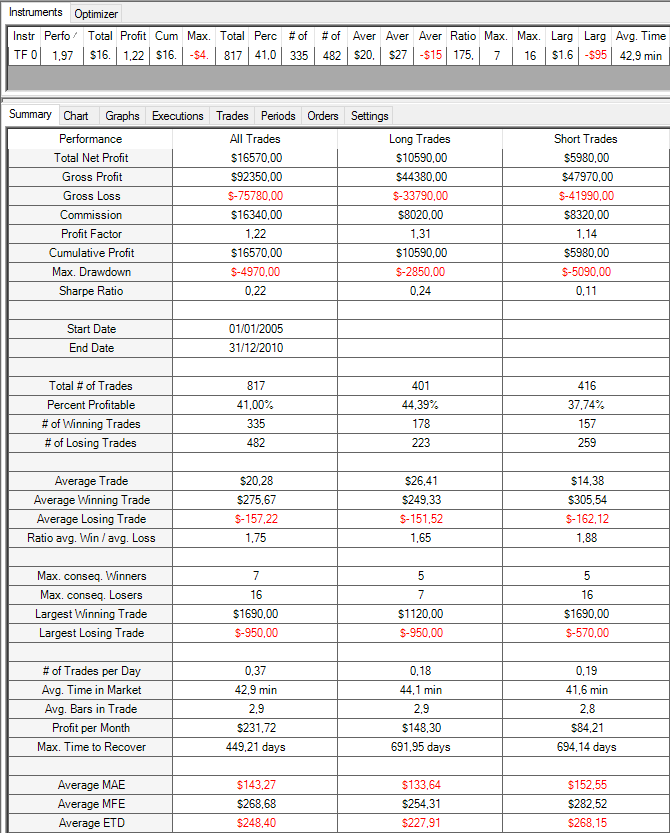 Instruments Optimizer
Instr Perfo Total Profit Cum Max. Total Perc # of # of Aver Aver Aver Ratio Max. Max. Larg Larg Avg. Time
TF 0 1,97 $16. 1,22 $16. -$4. 817 41,0 335 482 $20, $27 -$15 175, 7 16 $1.6 -$95 42,9 min
Summary Chart Graphs Executions Trades Periods Orders Settings
Performance All Trades Long Trades Short Trades
Total Net Profit $16570,00 $10590,00 $5980,00
Gross Profit $92350,00 $44380,00 $47970,00
Gross Loss $-75780,00 $-33790,00 $-41990,00
Commission $16340,00 $8020,00 $8320,00
Profit Factor 1,22 1,31 1,14
Cumulative Profit $16570,00 $10590,00 $5980,00
Max. Drawdown $-4970,00 $-2850,00 $-5090,00
Sharpe Ratio 0,22 0,24 0,11
Start Date 01/01/2005
End Date 31/12/2010
Total # of Trades 817 401 416
Percent Profitable 41,00% 44,39% 37,74%
# of Winning Trades 335 178 157
# of Losing Trades 482 223 259
Average Trade $20,28 $26,41 $14,38
Average Winning Trade $275,67 $249,33 $305,54
Average Losing Trade $-157,22 $-151,52 $-162,12
Ratio avg. Win / avg. Loss 1,75 1,65 1,88
Max. conseq. Winners 7 5 5
Max. conseq. Losers 16 7 16
Largest Winning Trade $1690,00 $1120,00 $1690,00
Largest Losing Trade $-950,00 $-950,00 $-570,00
# of Trades per Day 0,37 0,18 0,19
Avg. Time in Market 42,9 min 44,1 min 41,6 min
Avg. Bars in Trade 2,9 2,9 2,8
Profit per Month $231,72 $148,30 $84,21
Max. Time to Recover 449,21 days 691,95 days 694,14 days
Average MAE $143,27 $133,64 $152,55
Average MFE $268,68 $254,31 $282,52
Average ETD $248,40 $227,91 $268,15